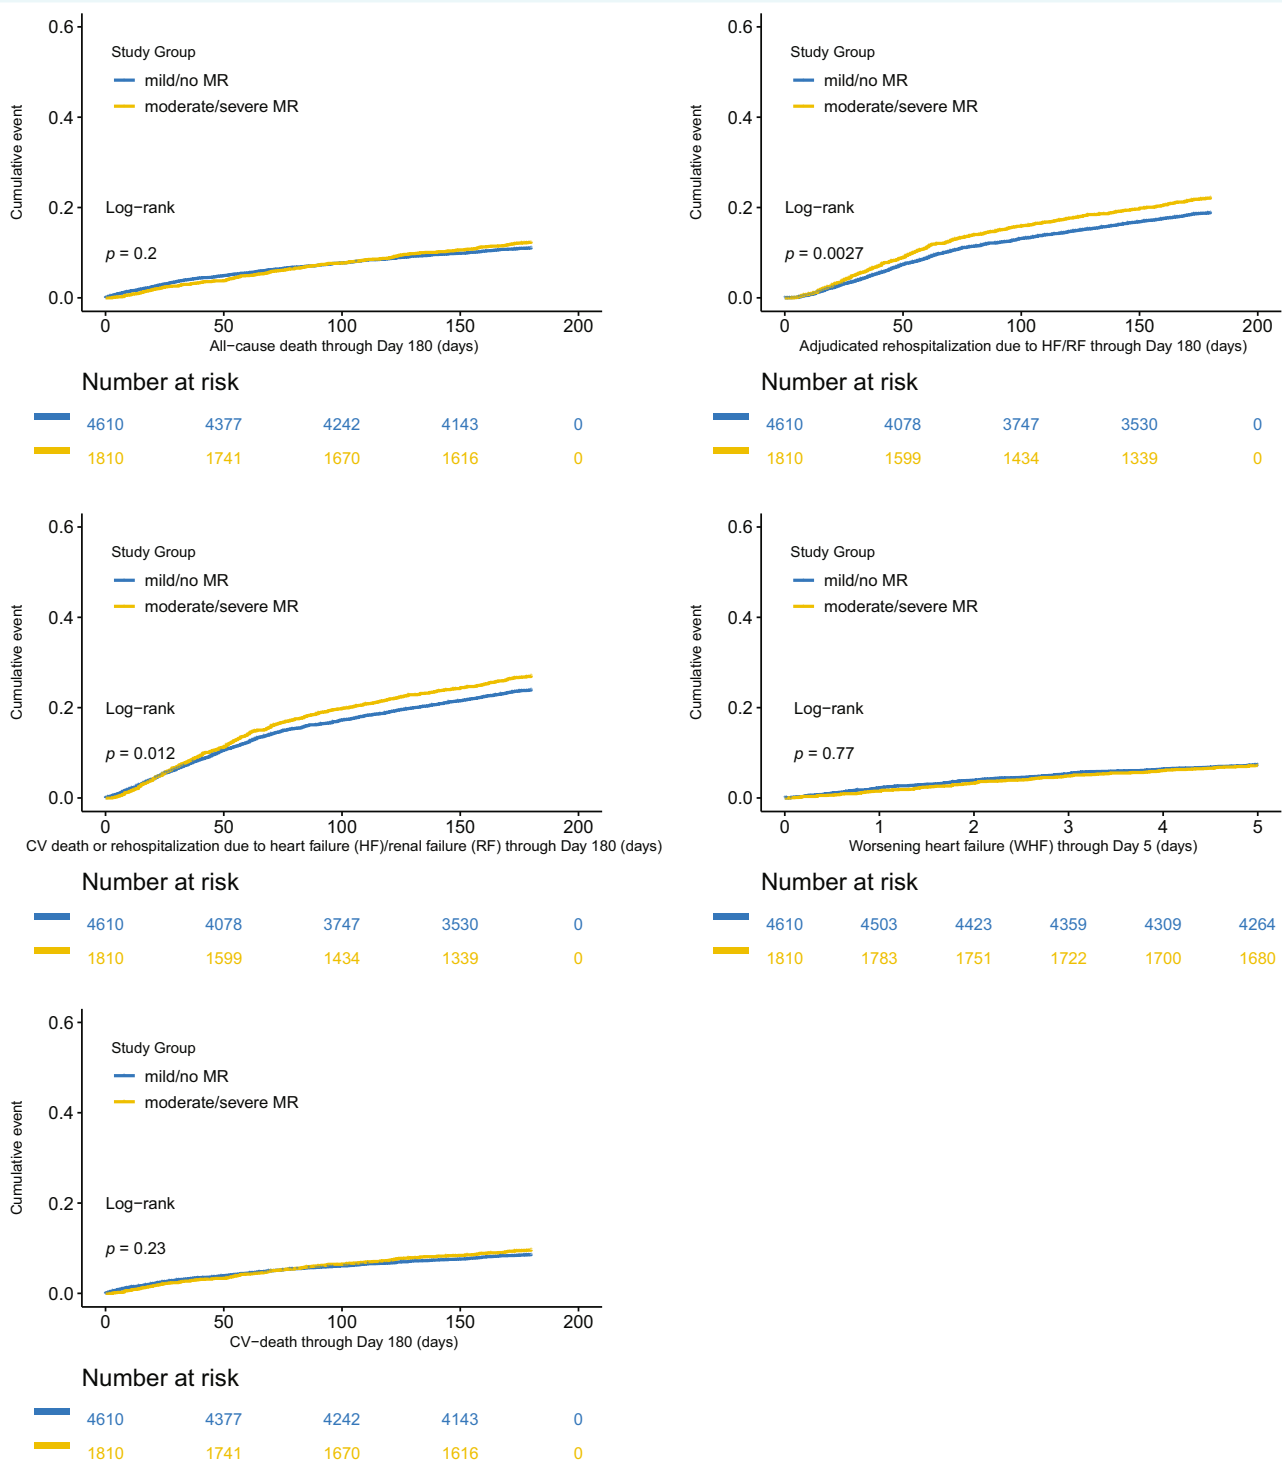 0.6
0.4
0.2
0.0
Cumulative event
Study Group
mild/no MR
moderate/severe MR
Log−rank
p = 0.2
0 50 100 150 200
All−cause death through Day 180 (days)
Number at risk
4610 4377 4242 4143 0
1810 1741 1670 1616 0
0.6
0.4
0.2
0.0
Cumulative event
Study Group
mild/no MR
moderate/severe MR
Log−rank
p = 0.0027
0 50 100 150 200
Adjudicated rehospitalization due to HF/RF through Day 180 (days)
Number at risk
4610 4078 3747 3530 0
1810 1599 1434 1339 0
0.6
0.4
0.2
0.0
Cumulative event
Study Group
mild/no MR
moderate/severe MR
Log−rank
p = 0.012
0 50 100 150 200
CV death or rehospitalization due to heart failure (HF)/renal failure (RF) through Day 180 (days)
Number at risk
4610 4078 3747 3530 0
1810 1599 1434 1339 0
0.6
0.4
0.2
0.0
Cumulative event
Study Group
mild/no MR
moderate/severe MR
Log−rank
p = 0.77
0 1 2 3 4 5
Worsening heart failure (WHF) through Day 5 (days)
Number at risk
4610 4503 4423 4359 4309 4264
1810 1783 1751 1722 1700 1680
0.6
0.4
0.2
0.0
Cumulative event
Study Group
mild/no MR
moderate/severe MR
Log−rank
p = 0.23
0 50 100 150 200
CV−death through Day 180 (days)
Number at risk
4610 4377 4242 4143 0
1810 1741 1670 1616 0